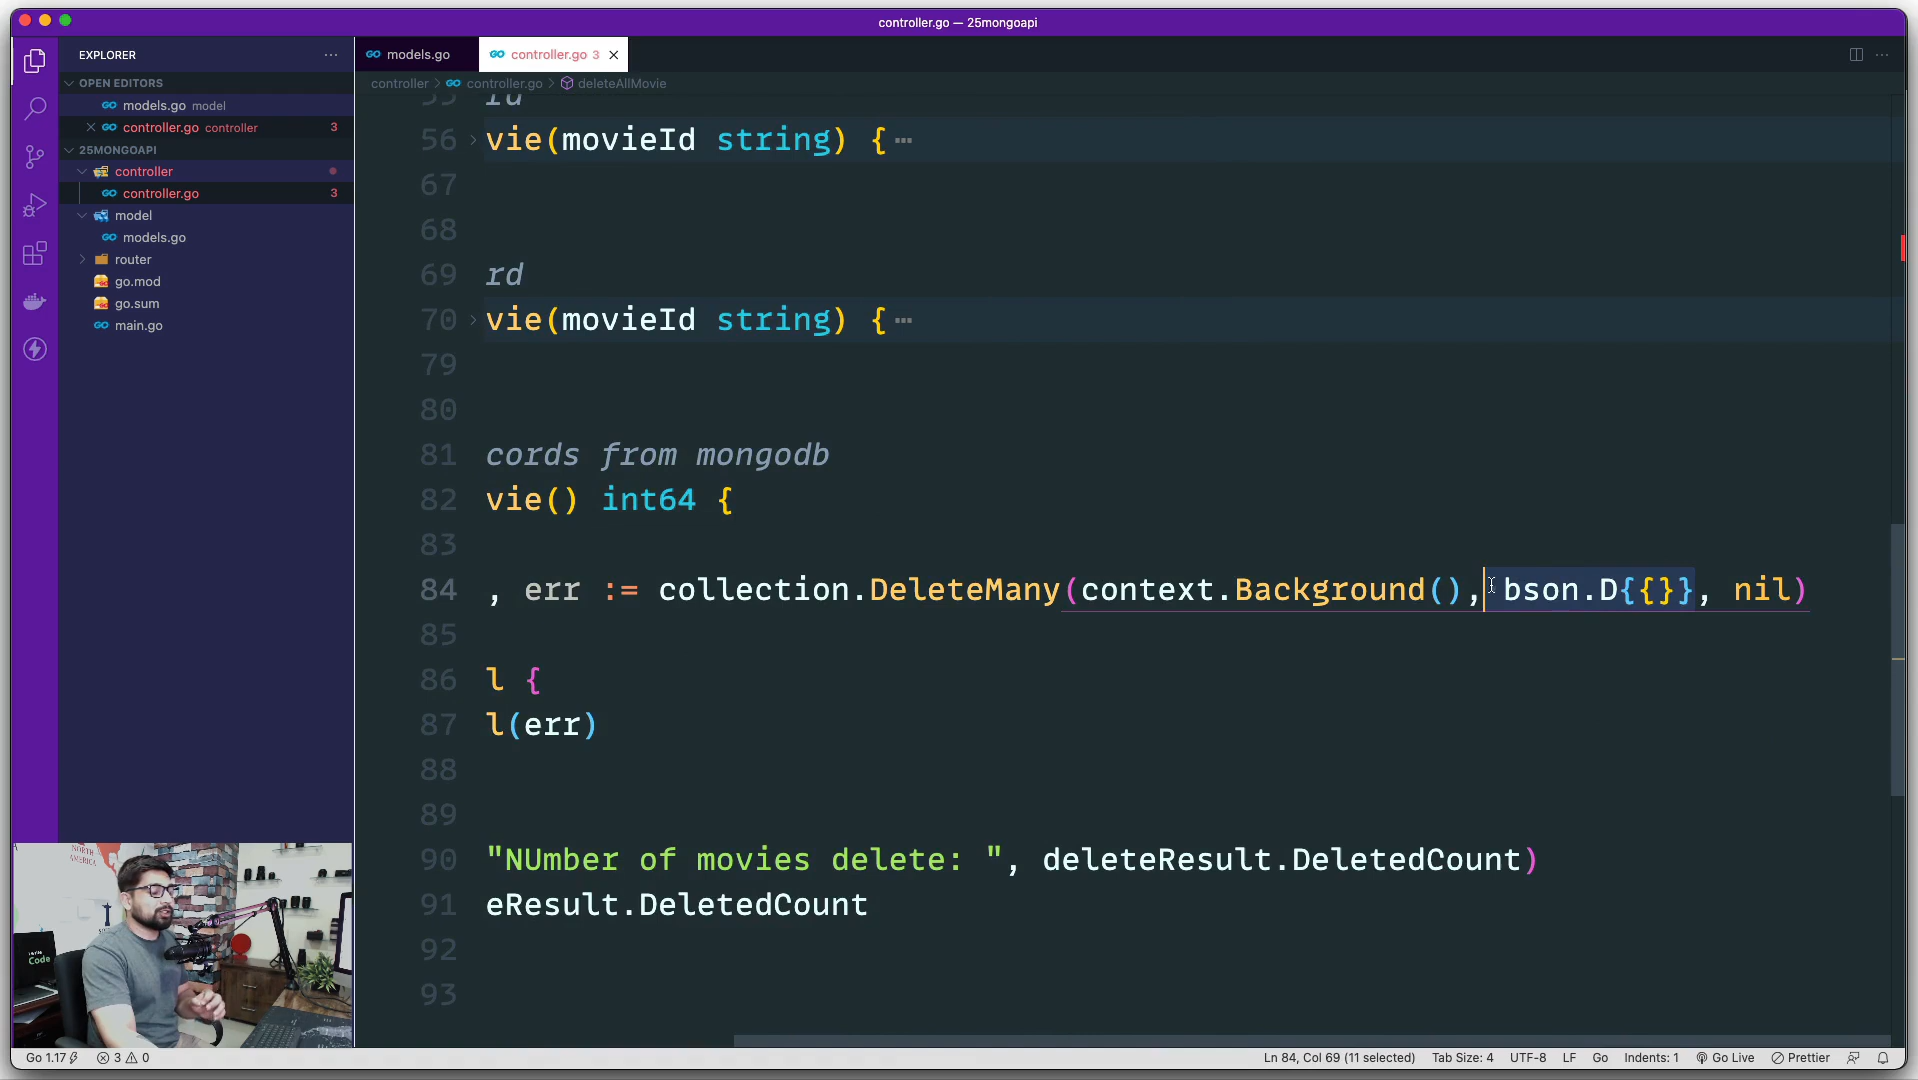 controller.go — 25mongoapi
EXPLORER
models.go
controller.go 3
OPEN EDITORS
models.go model
controller.go controller 3
25MONGOAPI
controller
controller.go 3
model
models.go
router
go.mod
go.sum
main.go
controller > controller.go > deleteAllMovie
55 rd
56 vie(movieId string) {
67
68
69 rd
70 vie(movieId string) {
79
80
81 cords from mongodb
82 vie() int64 {
83
84 , err := collection.DeleteMany(context.Background(), bson.D{{}}, nil)
85
86 l {
87 l(err)
88
89
90 "NUmber of movies delete: ", deleteResult.DeletedCount)
91 eResult.DeletedCount
92
93
NORTH
AMERICA
Code
Go 1.17
3 0
Ln 84, Col 69 (11 selected)
Tab Size: 4
UTF-8
LF
Go
Indents: 1
Go Live
Prettier